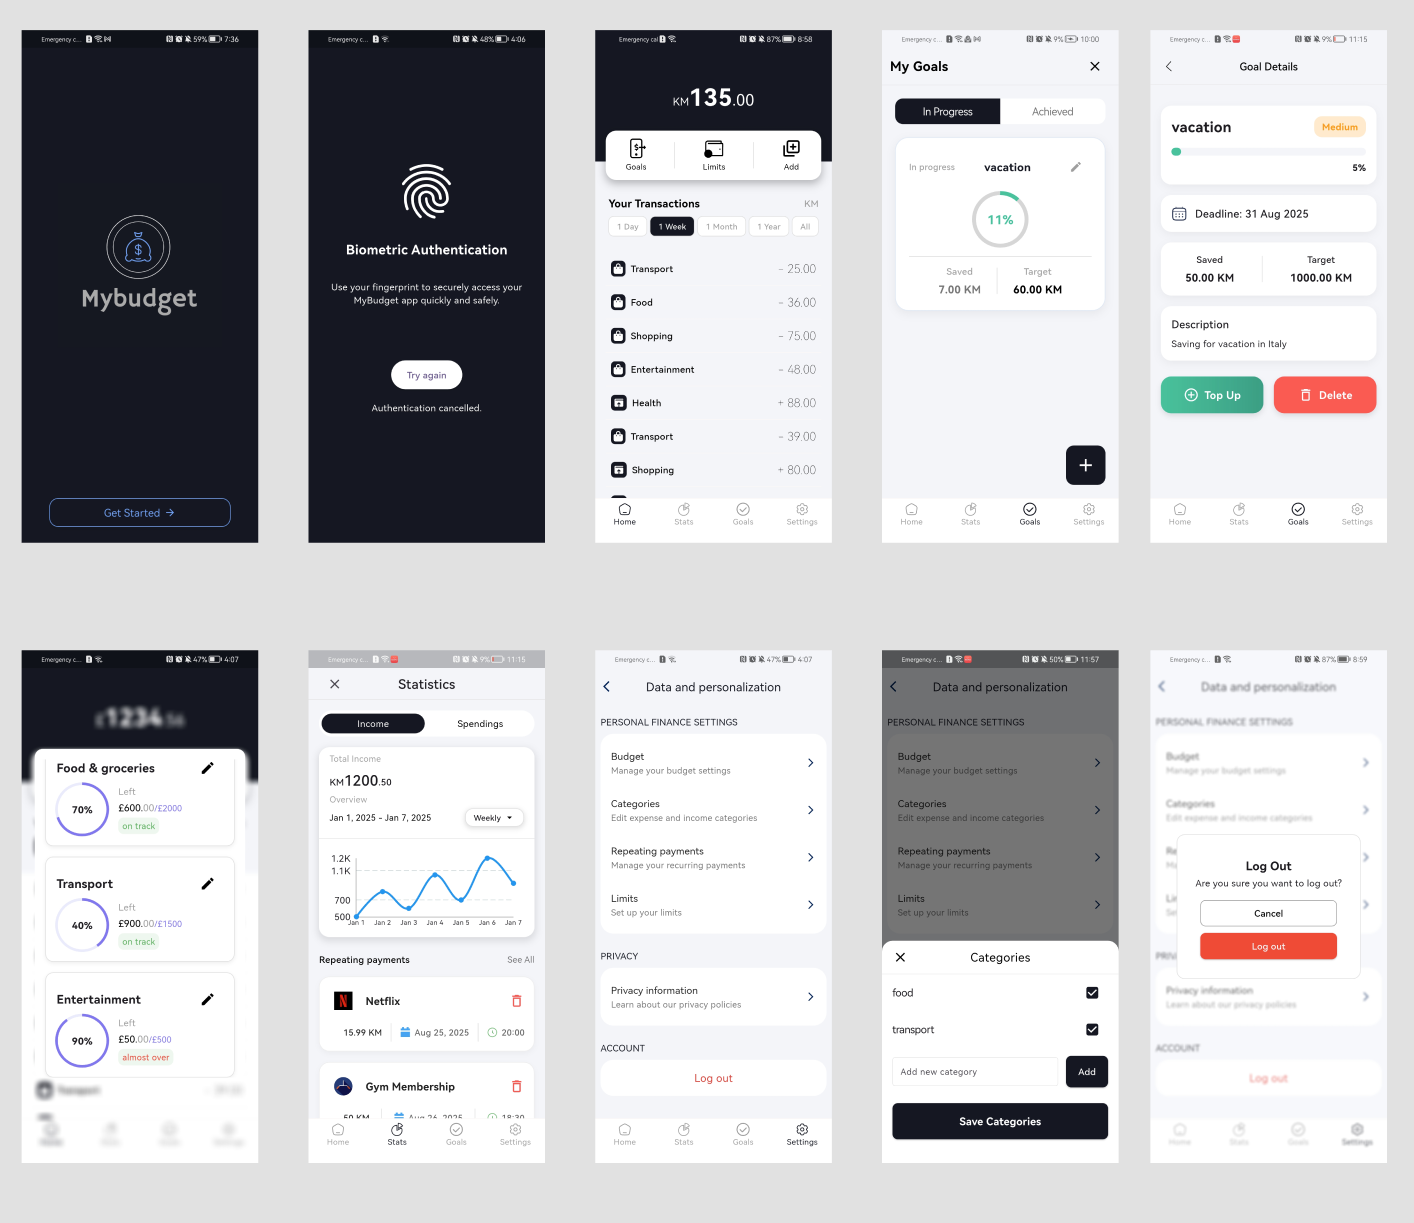 Emergency c... 59% 7:36
Mybudget
Get Started →
Emergency c... 48% 4:06
Biometric Authentication
Use your fingerprint to securely access your
MyBudget app quickly and safely.
Try again
Authentication cancelled.
Emergency cal 87% 8:58
KM135.00
Goals Limits Add
Your Transactions KM
1 Day 1 Week 1 Month 1 Year All
Transport - 25.00
Food - 36.00
Shopping - 75.00
Entertainment - 48.00
Health + 88.00
Transport - 39.00
Shopping + 80.00
Home Stats Goals Settings
Emergency c... 9% 10:00
My Goals
In Progress Achieved
In progress vacation
11%
Saved Target
7.00 KM 60.00 KM
Home Stats Goals Settings
Emergency c... 9% 11:15
Goal Details
vacation Medium
5%
Deadline: 31 Aug 2025
Saved Target
50.00 KM 1000.00 KM
Description
Saving for vacation in Italy
Top Up Delete
Home Stats Goals Settings
Emergency c... 47% 4:07
£1234.56
Food & groceries
Left
70% £600.00/£2000
on track
Transport
Left
40% £900.00/£1500
on track
Entertainment
Left
90% £50.00/£500
almost over
Transport
Emergency c... 9% 11:15
Statistics
Income Spendings
Total Income
KM1200.50
Overview
Jan 1, 2025 - Jan 7, 2025 Weekly
1.2K
1.1K
700
500
Jan 1 Jan 2 Jan 3 Jan 4 Jan 5 Jan 6 Jan 7
Repeating payments See All
N Netflix
15.99 KM Aug 25, 2025 20:00
Gym Membership
50 KM Aug 26, 2025 18:30
Home Stats Goals Settings
Emergency c... 47% 4:07
Data and personalization
PERSONAL FINANCE SETTINGS
Budget
Manage your budget settings
Categories
Edit expense and income categories
Repeating payments
Manage your recurring payments
Limits
Set up your limits
PRIVACY
Privacy information
Learn about our privacy policies
ACCOUNT
Log out
Home Stats Goals Settings
Emergency c... 50% 11:57
Data and personalization
PERSONAL FINANCE SETTINGS
Budget
Manage your budget settings
Categories
Edit expense and income categories
Repeating payments
Manage your recurring payments
Limits
Set up your limits
Categories
food
transport
Add new category Add
Save Categories
Emergency c... 87% 8:59
Data and personalization
PERSONAL FINANCE SETTINGS
Budget
Manage your budget settings
Categories
Edit expense and income categories
Log Out
Are you sure you want to log out?
Cancel
Log out
Privacy information
Learn about our privacy policies
ACCOUNT
Log out
Home Stats Goals Settings